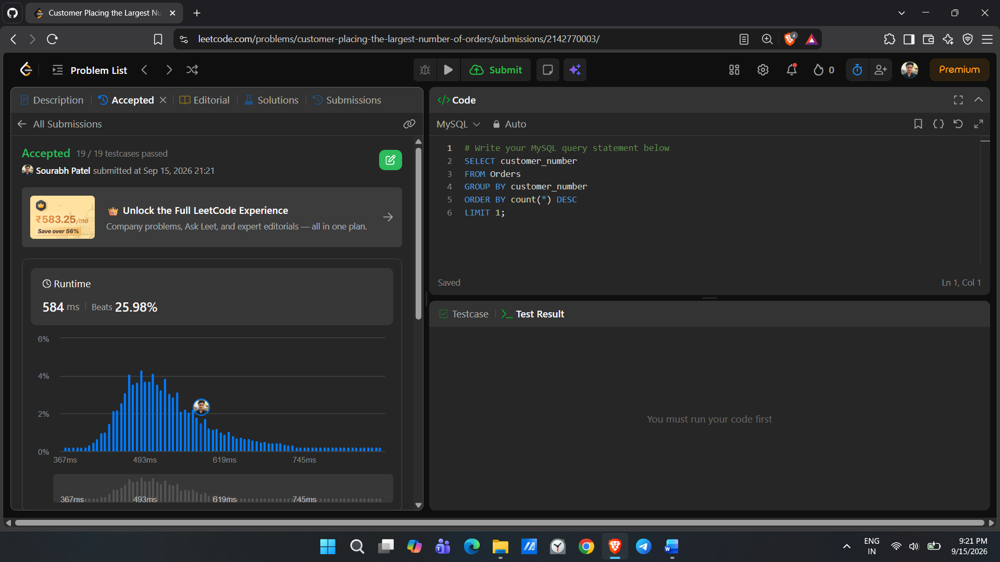 Customer Placing the Largest Nu
leetcode.com/problems/customer-placing-the-largest-number-of-orders/submissions/2142770003/
4
Problem List
Submit
0
Premium
Description
Accepted
Editorial
Solutions
Submissions
All Submissions
Accepted 19 / 19 testcases passed
Sourabh Patel submitted at Sep 15, 2026 21:21
₹583.25/mo
Save over 56%
Unlock the Full LeetCode Experience
Company problems, Ask Leet, and expert editorials — all in one plan.
Runtime
584 ms Beats 25.98%
6%
4%
2%
0%
367ms 493ms 619ms 745ms
367ms 493ms 619ms 745ms
</> Code
MySQL Auto
1 # Write your MySQL query statement below
2 SELECT customer_number
3 FROM Orders
4 GROUP BY customer_number
5 ORDER BY count(*) DESC
6 LIMIT 1;
Saved Ln 1, Col 1
Testcase >_ Test Result
You must run your code first
ENG
IN
9:21 PM
9/15/2026